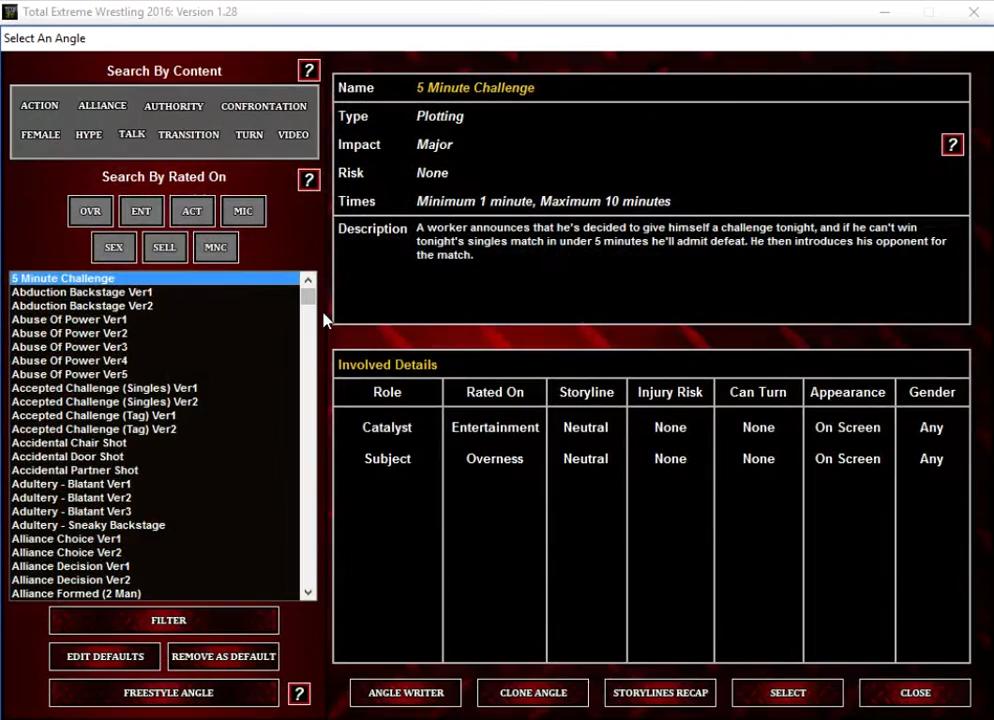 Total Extreme Wrestling 2016: Version 1.28
Select An Angle
Search By Content ?
ACTION ALLIANCE AUTHORITY CONFRONTATION
FEMALE HYPE TALK TRANSITION TURN VIDEO
Search By Rated On ?
OVR ENT ACT MIC
SEX SELL MNC
5 Minute Challenge
Abduction Backstage Ver1
Abduction Backstage Ver2
Abuse Of Power Ver1
Abuse Of Power Ver2
Abuse Of Power Ver3
Abuse Of Power Ver4
Abuse Of Power Ver5
Accepted Challenge (Singles) Ver1
Accepted Challenge (Singles) Ver2
Accepted Challenge (Tag) Ver1
Accepted Challenge (Tag) Ver2
Accidental Chair Shot
Accidental Door Shot
Accidental Partner Shot
Adultery - Blatant Ver1
Adultery - Blatant Ver2
Adultery - Blatant Ver3
Adultery - Sneaky Backstage
Alliance Choice Ver1
Alliance Choice Ver2
Alliance Decision Ver1
Alliance Decision Ver2
Alliance Formed (2 Man)
FILTER
EDIT DEFAULTS REMOVE AS DEFAULT
FREESTYLE ANGLE ?
Name 5 Minute Challenge
Type Plotting
Impact Major ?
Risk None
Times Minimum 1 minute, Maximum 10 minutes
Description A worker announces that he's decided to give himself a challenge tonight, and if he can't win
tonight's singles match in under 5 minutes he'll admit defeat. He then introduces his opponent for
the match.
Involved Details
Role Rated On Storyline Injury Risk Can Turn Appearance Gender
Catalyst Entertainment Neutral None None On Screen Any
Subject Overness Neutral None None On Screen Any
ANGLE WRITER CLONE ANGLE STORYLINES RECAP SELECT CLOSE